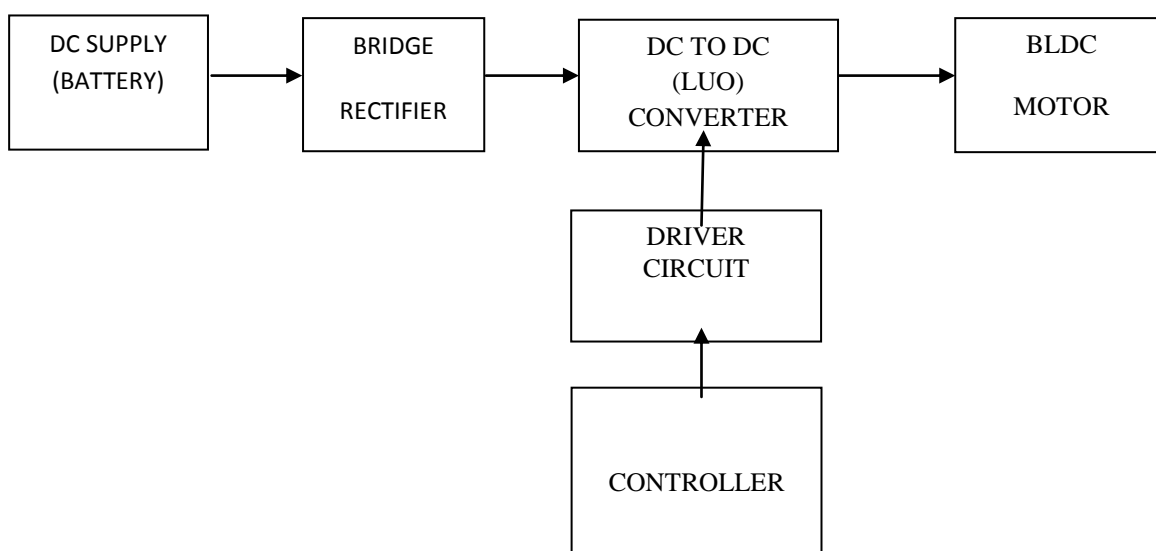 DC SUPPLY
(BATTERY)
BRIDGE
RECTIFIER
DC TO DC
(LUO)
CONVERTER
BLDC
MOTOR
DRIVER
CIRCUIT
CONTROLLER